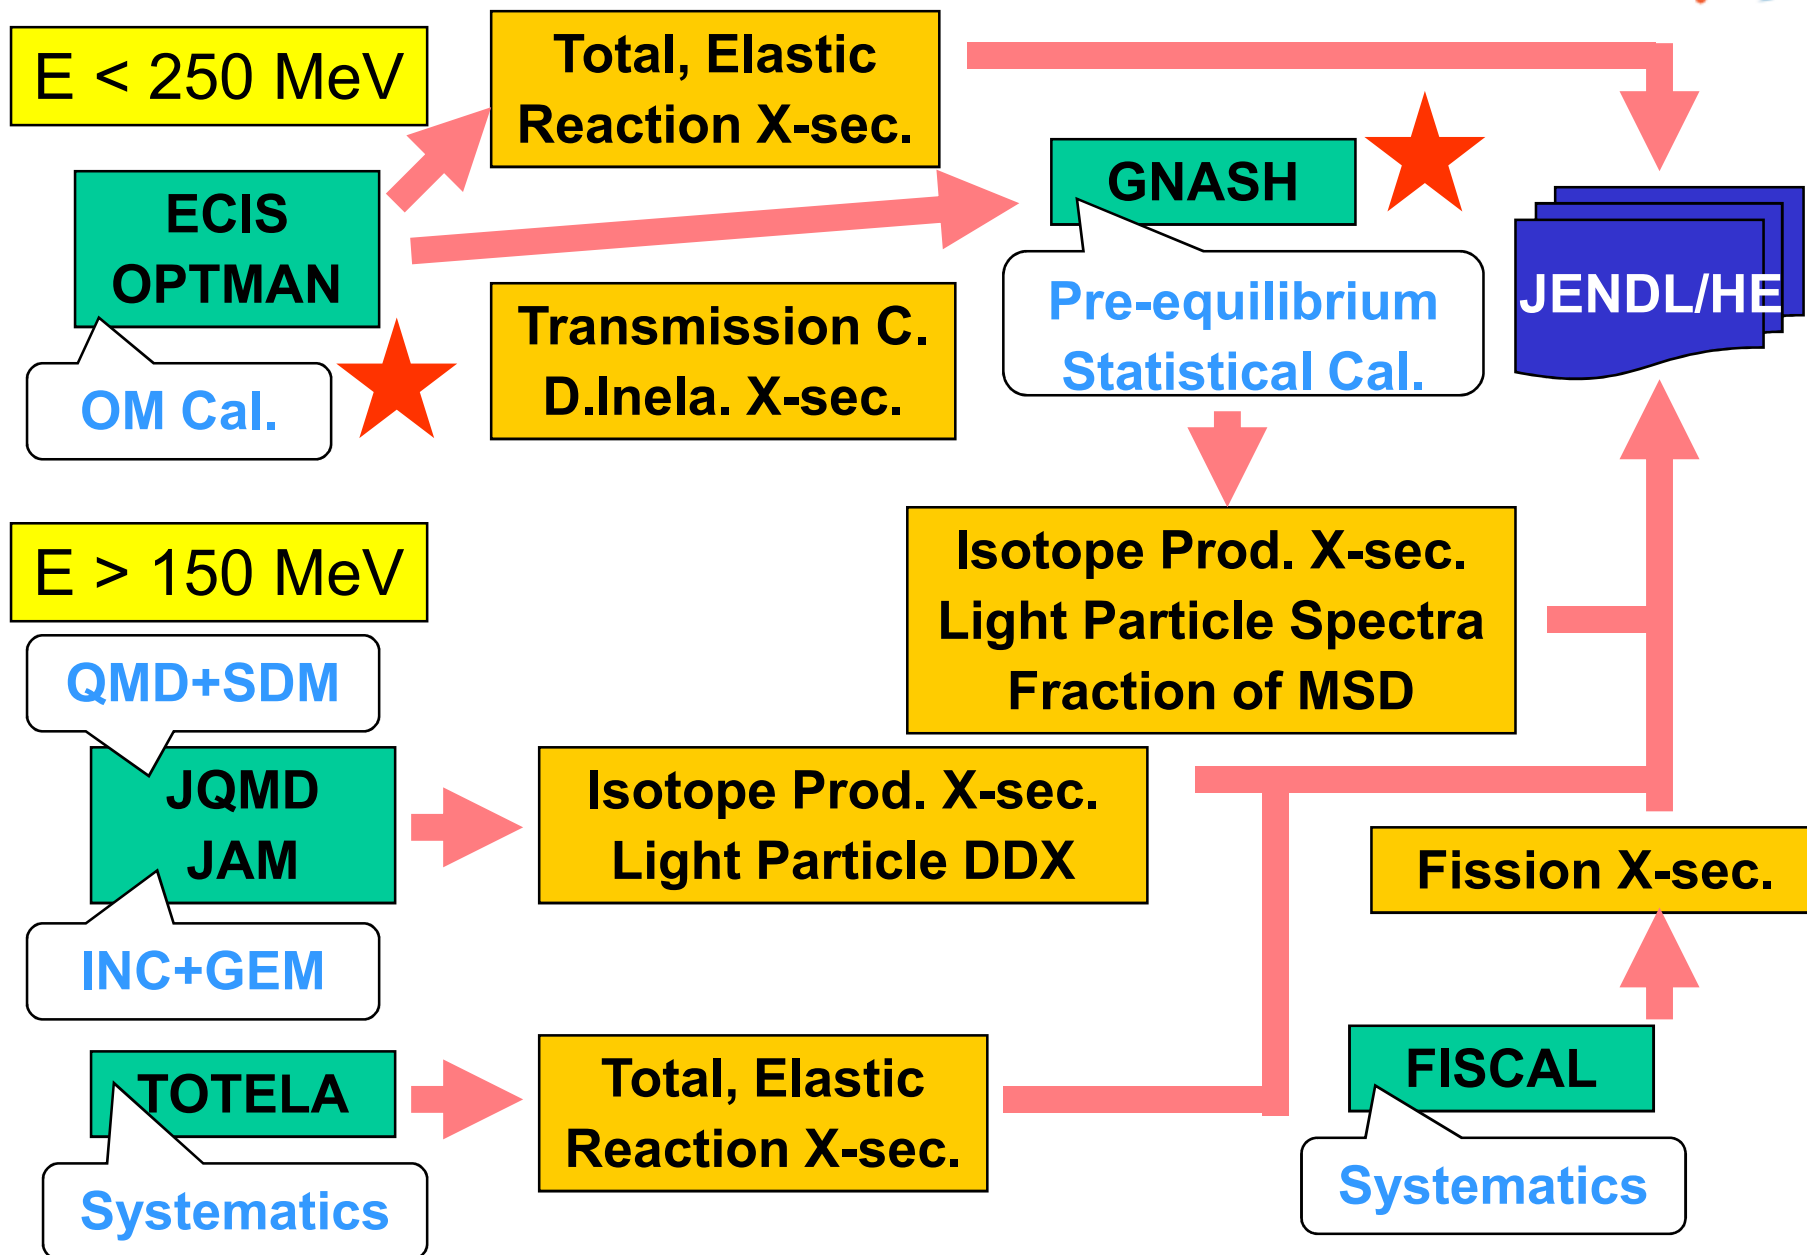 E < 250 MeV
Total, Elastic
Reaction X-sec.
ECIS
OPTMAN
GNASH
OM Cal.
Transmission C.
D.Inela. X-sec.
Pre-equilibrium
Statistical Cal.
JENDL/HE
E > 150 MeV
Isotope Prod. X-sec.
Light Particle Spectra
Fraction of MSD
QMD+SDM
JQMD
JAM
INC+GEM
Isotope Prod. X-sec.
Light Particle DDX
Fission X-sec.
TOTELA
Systematics
Total, Elastic
Reaction X-sec.
FISCAL
Systematics